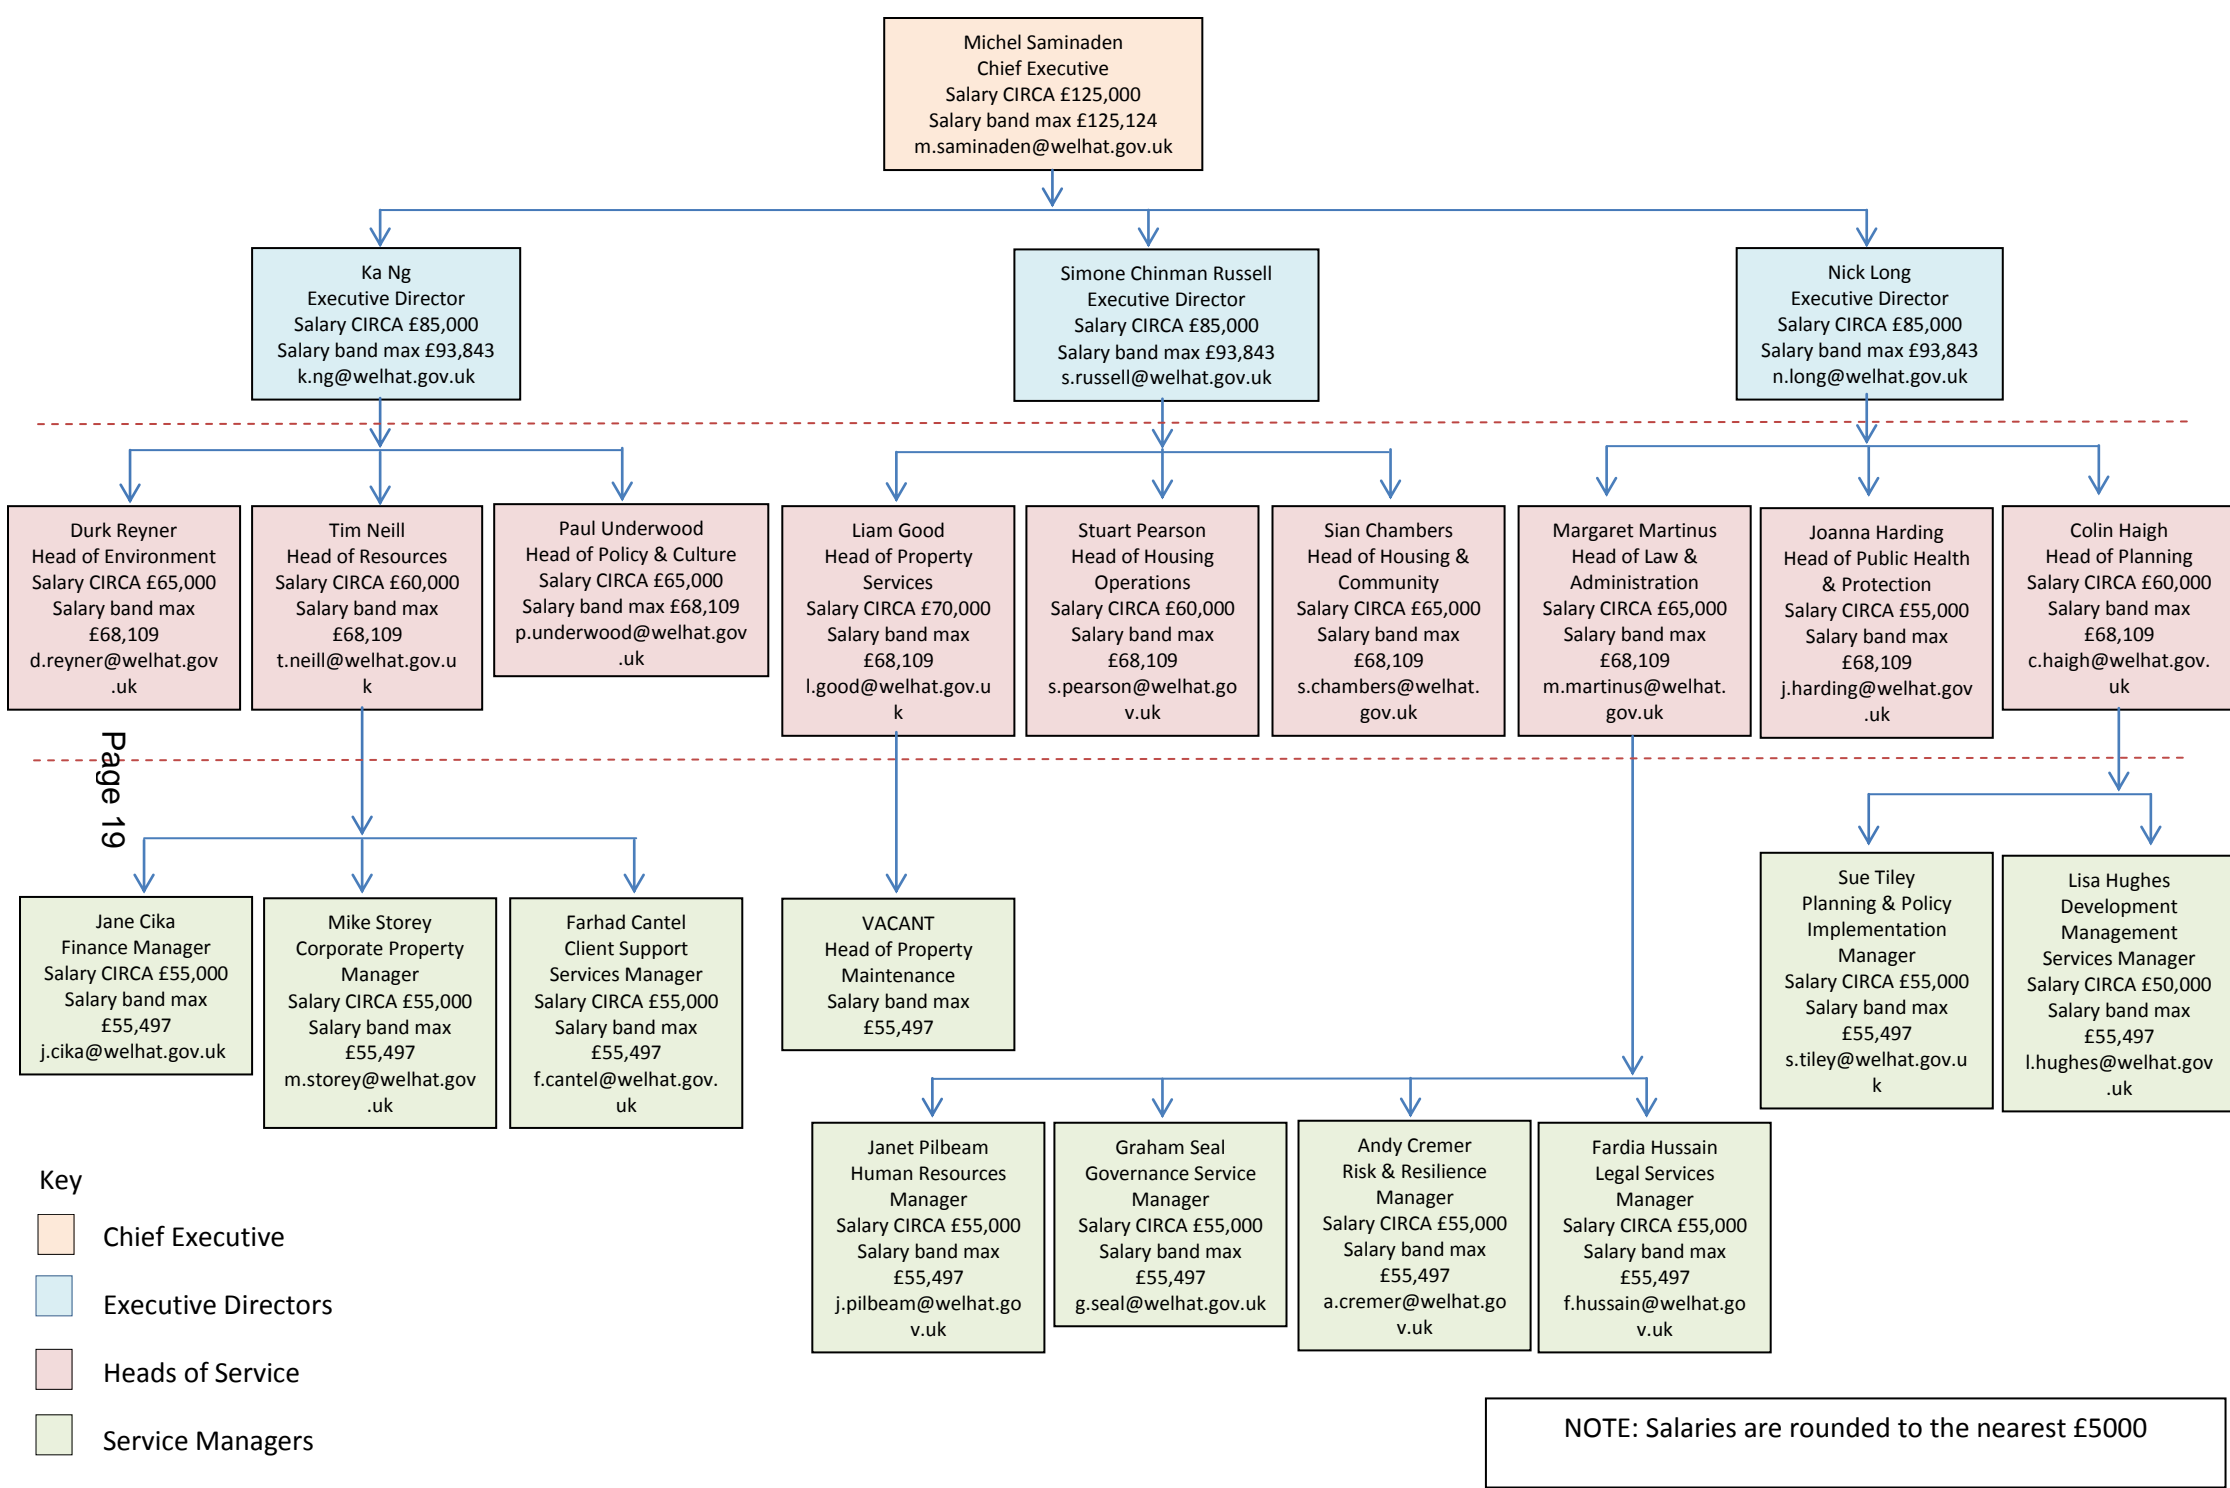 Michel Saminaden
Chief Executive
Salary CIRCA £125,000
Salary band max £125,124
m.saminaden@welhat.gov.uk
Ka Ng
Executive Director
Salary CIRCA £85,000
Salary band max £93,843
k.ng@welhat.gov.uk
Simone Chinman Russell
Executive Director
Salary CIRCA £85,000
Salary band max £93,843
s.russell@welhat.gov.uk
Nick Long
Executive Director
Salary CIRCA £85,000
Salary band max £93,843
n.long@welhat.gov.uk
Durk Reyner
Head of Environment
Salary CIRCA £65,000
Salary band max
£68,109
d.reyner@welhat.gov
.uk
Tim Neill
Head of Resources
Salary CIRCA £60,000
Salary band max
£68,109
t.neill@welhat.gov.u
k
Paul Underwood
Head of Policy & Culture
Salary CIRCA £65,000
Salary band max £68,109
p.underwood@welhat.gov
.uk
Liam Good
Head of Property
Services
Salary CIRCA £70,000
Salary band max
£68,109
l.good@welhat.gov.u
k
Stuart Pearson
Head of Housing
Operations
Salary CIRCA £60,000
Salary band max
£68,109
s.pearson@welhat.go
v.uk
Sian Chambers
Head of Housing &
Community
Salary CIRCA £65,000
Salary band max
£68,109
s.chambers@welhat.
gov.uk
Margaret Martinus
Head of Law &
Administration
Salary CIRCA £65,000
Salary band max
£68,109
m.martinus@welhat.
gov.uk
Joanna Harding
Head of Public Health
& Protection
Salary CIRCA £55,000
Salary band max
£68,109
j.harding@welhat.gov
.uk
Colin Haigh
Head of Planning
Salary CIRCA £60,000
Salary band max
£68,109
c.haigh@welhat.gov.
uk
Page 19
Jane Cika
Finance Manager
Salary CIRCA £55,000
Salary band max
£55,497
j.cika@welhat.gov.uk
Mike Storey
Corporate Property
Manager
Salary CIRCA £55,000
Salary band max
£55,497
m.storey@welhat.gov
.uk
Farhad Cantel
Client Support
Services Manager
Salary CIRCA £55,000
Salary band max
£55,497
f.cantel@welhat.gov.
uk
VACANT
Head of Property
Maintenance
Salary band max
£55,497
Sue Tiley
Planning & Policy
Implementation
Manager
Salary CIRCA £55,000
Salary band max
£55,497
s.tiley@welhat.gov.u
k
Lisa Hughes
Development
Management
Services Manager
Salary CIRCA £50,000
Salary band max
£55,497
l.hughes@welhat.gov
.uk
Janet Pilbeam
Human Resources
Manager
Salary CIRCA £55,000
Salary band max
£55,497
j.pilbeam@welhat.go
v.uk
Graham Seal
Governance Service
Manager
Salary CIRCA £55,000
Salary band max
£55,497
g.seal@welhat.gov.uk
Andy Cremer
Risk & Resilience
Manager
Salary CIRCA £55,000
Salary band max
£55,497
a.cremer@welhat.go
v.uk
Fardia Hussain
Legal Services
Manager
Salary CIRCA £55,000
Salary band max
£55,497
f.hussain@welhat.go
v.uk
Key
Chief Executive
Executive Directors
Heads of Service
Service Managers
NOTE: Salaries are rounded to the nearest £5000